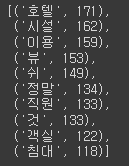 [('호텔', 171),
('시설', 162),
('이용', 159),
('뷰', 153),
('쉬', 149),
('정말', 134),
('직원', 133),
('것', 133),
('객실', 122),
('침대', 118)]